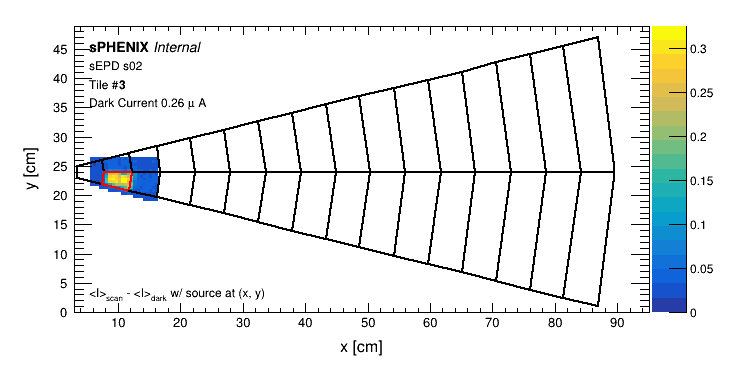 sPHENIX Internal
sEPD s02
Tile #3
Dark Current 0.26 μ A
<I>scan - <I>dark w/ source at (x, y)
y [cm]
45
40
35
30
25
20
15
10
5
0
10 20 30 40 50 60 70 80 90
x [cm]
0.3
0.25
0.2
0.15
0.1
0.05
0